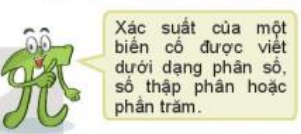 Xác suất của một
biến cố được viết
dưới dạng phân số,
số thập phân hoặc
phần trăm.